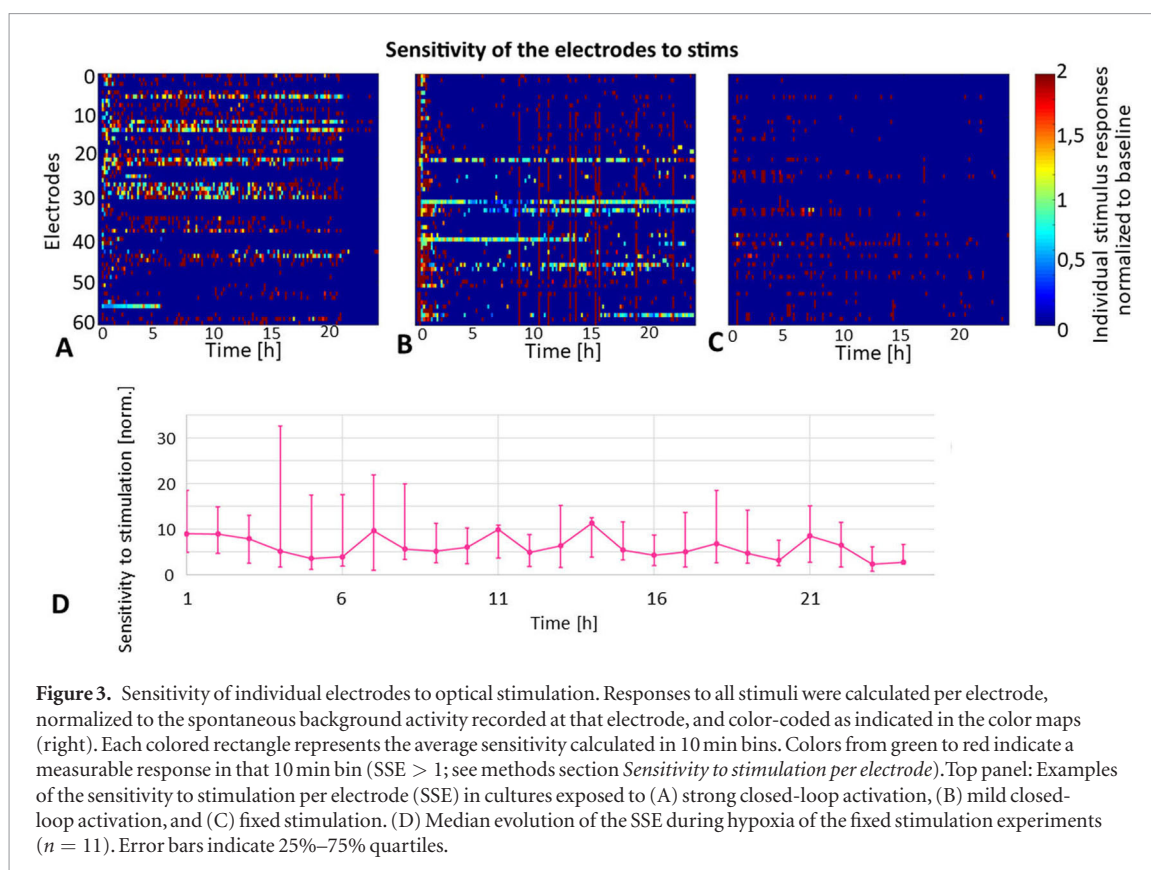 Sensitivity of the electrodes to stims
0
10
20
30
40
50
60
Electrodes
0
5
10
15
20
Time [h]
A
0
5
10
15
20
Time [h]
B
0
5
10
15
20
Time [h]
C
2
1,5
1
0,5
0
Individual stimulus responses
normalized to baseline
Sensitivity to stimulation [norm.]
30
20
10
0
1
6
11
16
21
Time [h]
D
Figure 3. Sensitivity of individual electrodes to optical stimulation. Responses to all stimuli were calculated per electrode,
normalized to the spontaneous background activity recorded at that electrode, and color-coded as indicated in the color maps
(right). Each colored rectangle represents the average sensitivity calculated in 10 min bins. Colors from green to red indicate a
measurable response in that 10 min bin (SSE > 1; see methods section Sensitivity to stimulation per electrode).Top panel: Examples
of the sensitivity to stimulation per electrode (SSE) in cultures exposed to (A) strong closed-loop activation, (B) mild closed-
loop activation, and (C) fixed stimulation. (D) Median evolution of the SSE during hypoxia of the fixed stimulation experiments
(n = 11). Error bars indicate 25%–75% quartiles.